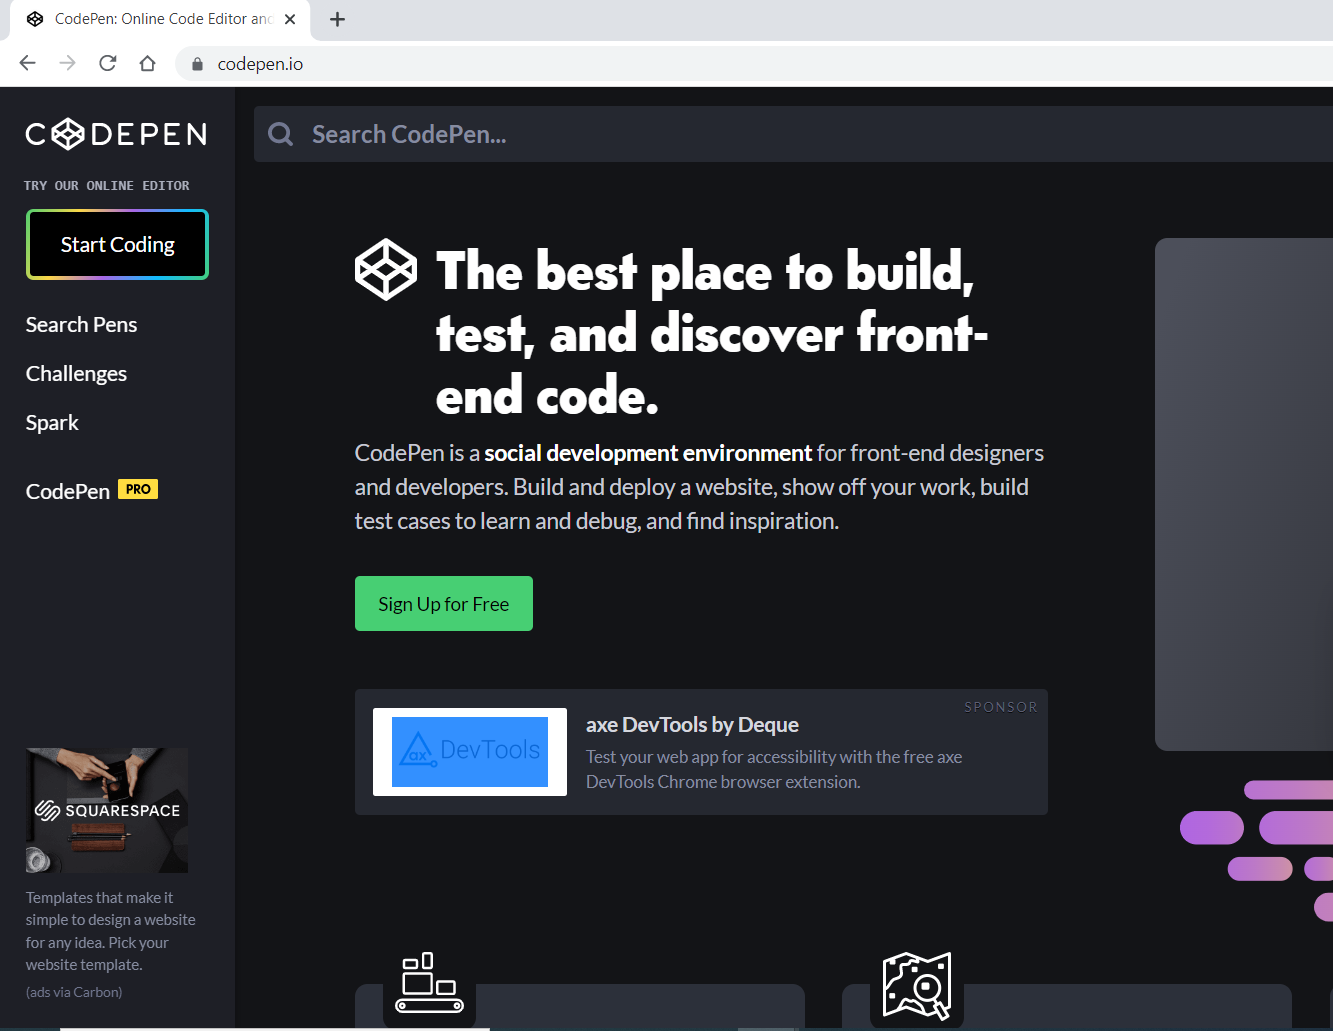 CodePen: Online Code Editor and
codepen.io
CODEPEN
Search CodePen...
TRY OUR ONLINE EDITOR
Start Coding
Search Pens
Challenges
Spark
CodePen PRO
The best place to build,
test, and discover front-
end code.
CodePen is a social development environment for front-end designers
and developers. Build and deploy a website, show off your work, build
test cases to learn and debug, and find inspiration.
Sign Up for Free
SPONSOR
ax DevTools
axe DevTools by Deque
Test your web app for accessibility with the free axe
DevTools Chrome browser extension.
SQUARESPACE
Templates that make it
simple to design a website
for any idea. Pick your
website template.
(ads via Carbon)